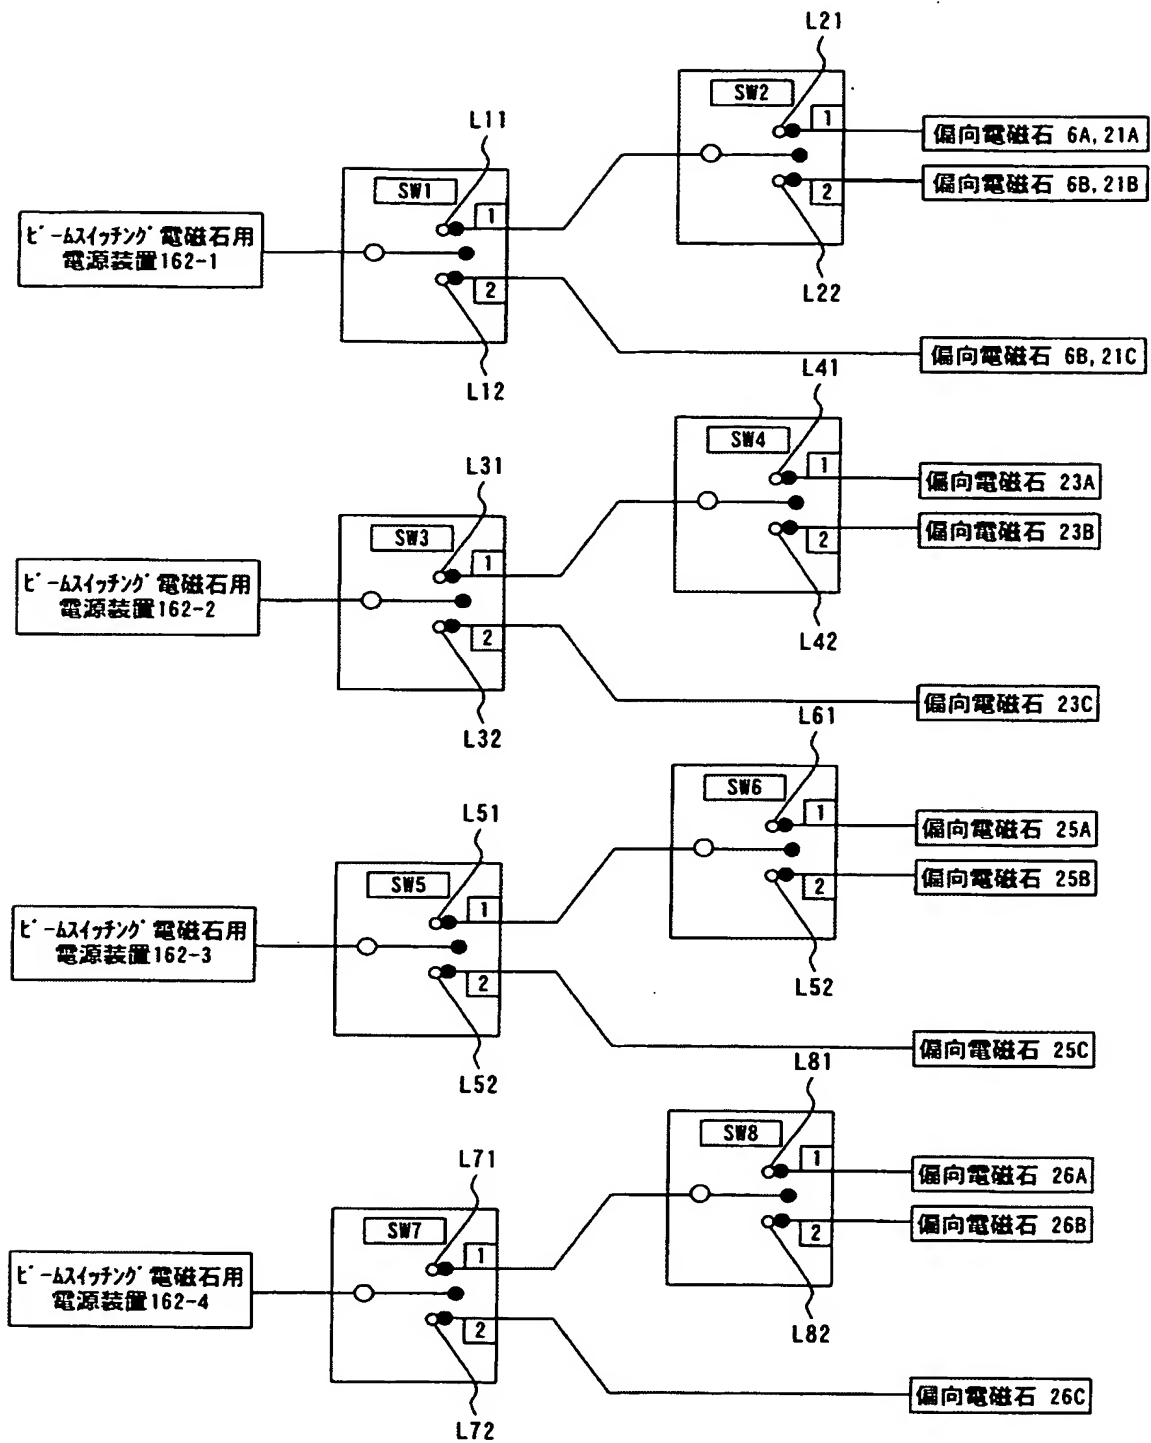 L21
SW2
1
偏向電磁石 6A, 21A
L11
2
偏向電磁石 6B, 21B
SW1
1
ビームスイッチング電磁石用
電源装置162-1
L22
2
偏向電磁石 6B, 21C
L12
L41
SW4
1
偏向電磁石 23A
L31
2
偏向電磁石 23B
SW3
1
ビームスイッチング電磁石用
電源装置162-2
L42
2
偏向電磁石 23C
L32
L61
SW6
1
偏向電磁石 25A
L51
2
偏向電磁石 25B
SW5
1
ビームスイッチング電磁石用
電源装置162-3
L52
2
偏向電磁石 25C
L52
L81
SW8
1
偏向電磁石 26A
L71
2
偏向電磁石 26B
SW7
1
ビームスイッチング電磁石用
電源装置162-4
L82
2
偏向電磁石 26C
L72